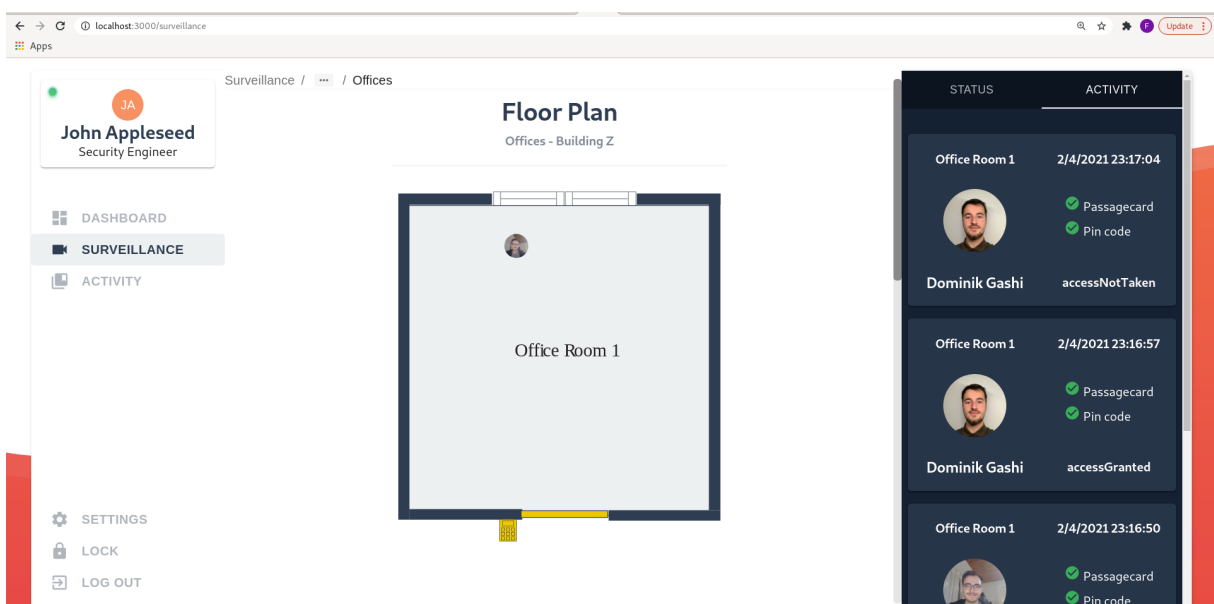 localhost:3000/surveillance
F
Update
Apps
JA
John Appleseed
Security Engineer
DASHBOARD
SURVEILLANCE
ACTIVITY
SETTINGS
LOCK
LOG OUT
Surveillance / ... / Offices
Floor Plan
Offices - Building Z
Office Room 1
STATUS ACTIVITY
Office Room 1 2/4/2021 23:17:04
Passagecard
Pin code
Dominik Gashi accessNotTaken
Office Room 1 2/4/2021 23:16:57
Passagecard
Pin code
Dominik Gashi accessGranted
Office Room 1 2/4/2021 23:16:50
Passagecard
Pin code